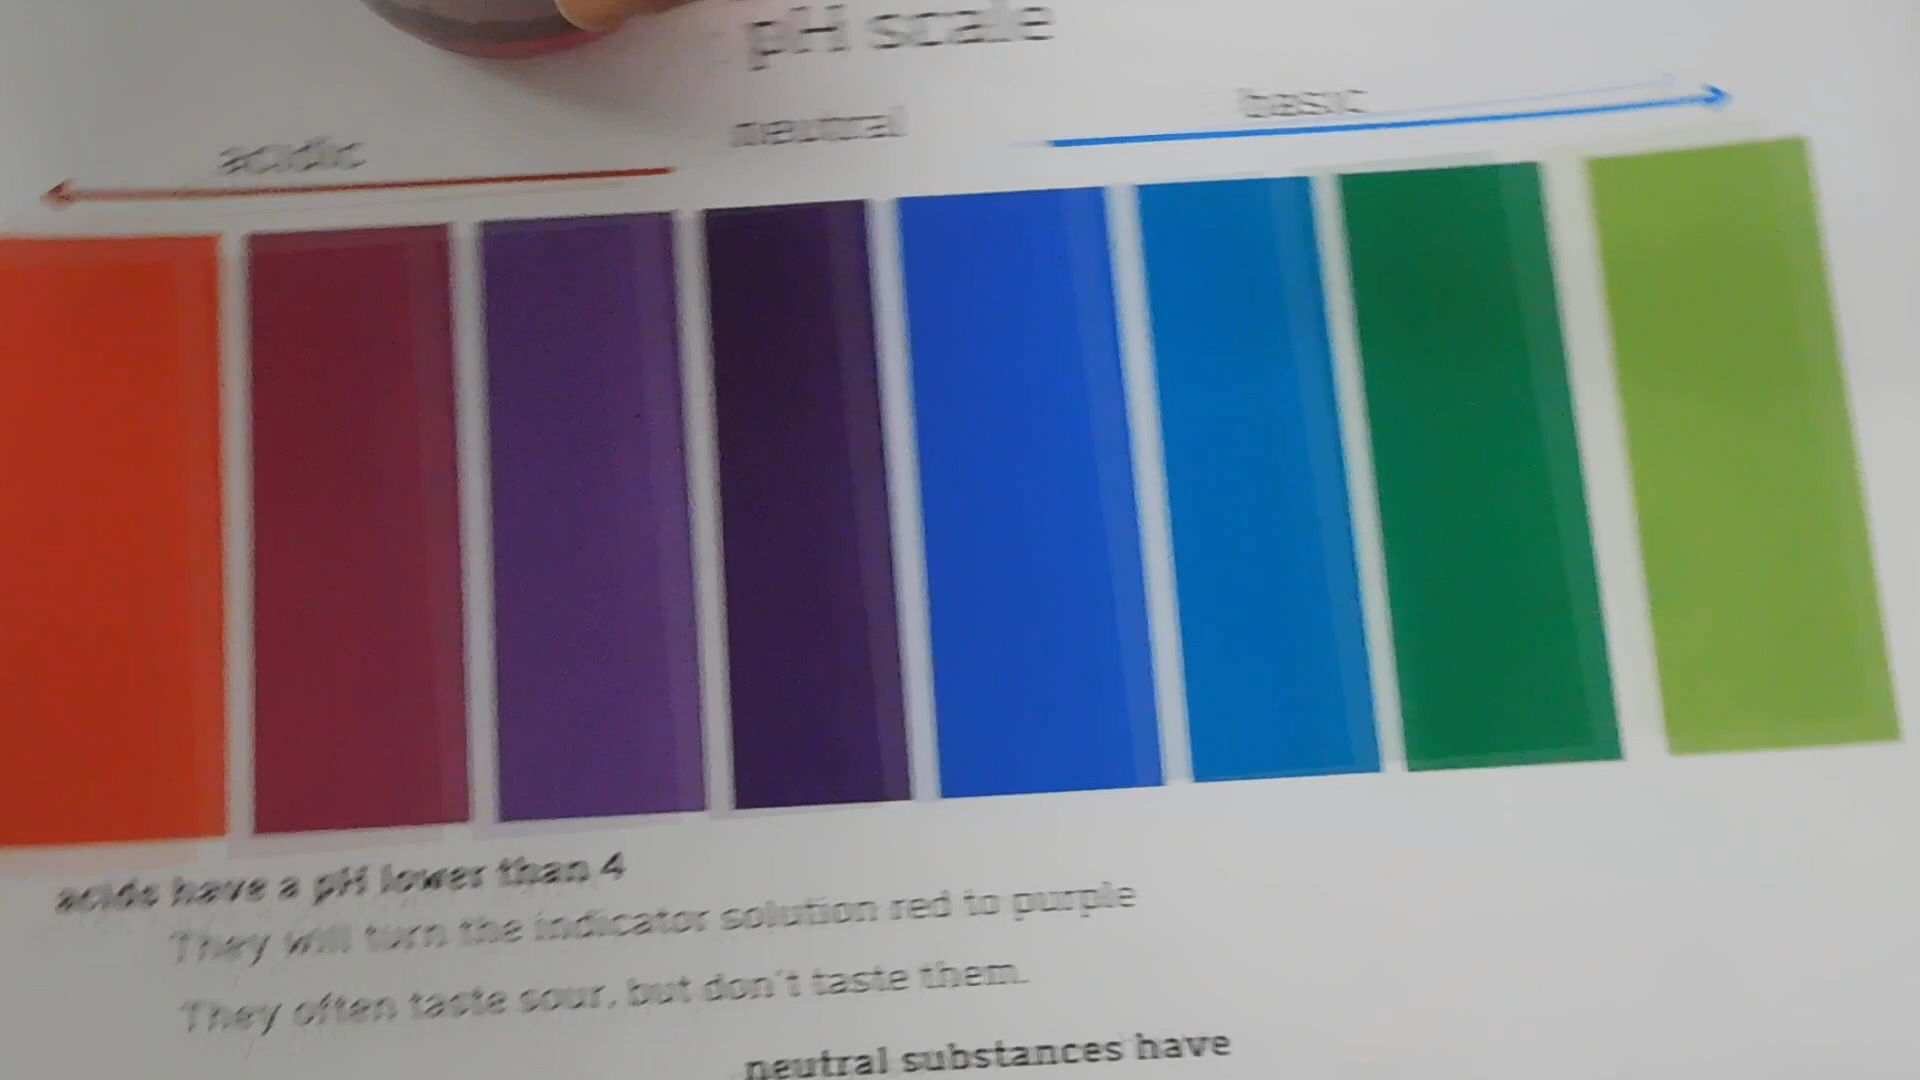 pH scale
acidic
neutral
basic
acids have a pH lower than 4
They will turn the indicator solution red to purple
They often taste sour, but don't taste them.
neutral substances have